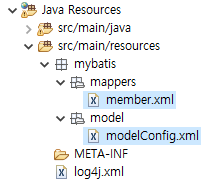 Java Resources
src/main/java
src/main/resources
mybatis
mappers
member.xml
model
modelConfig.xml
META-INF
log4j.xml